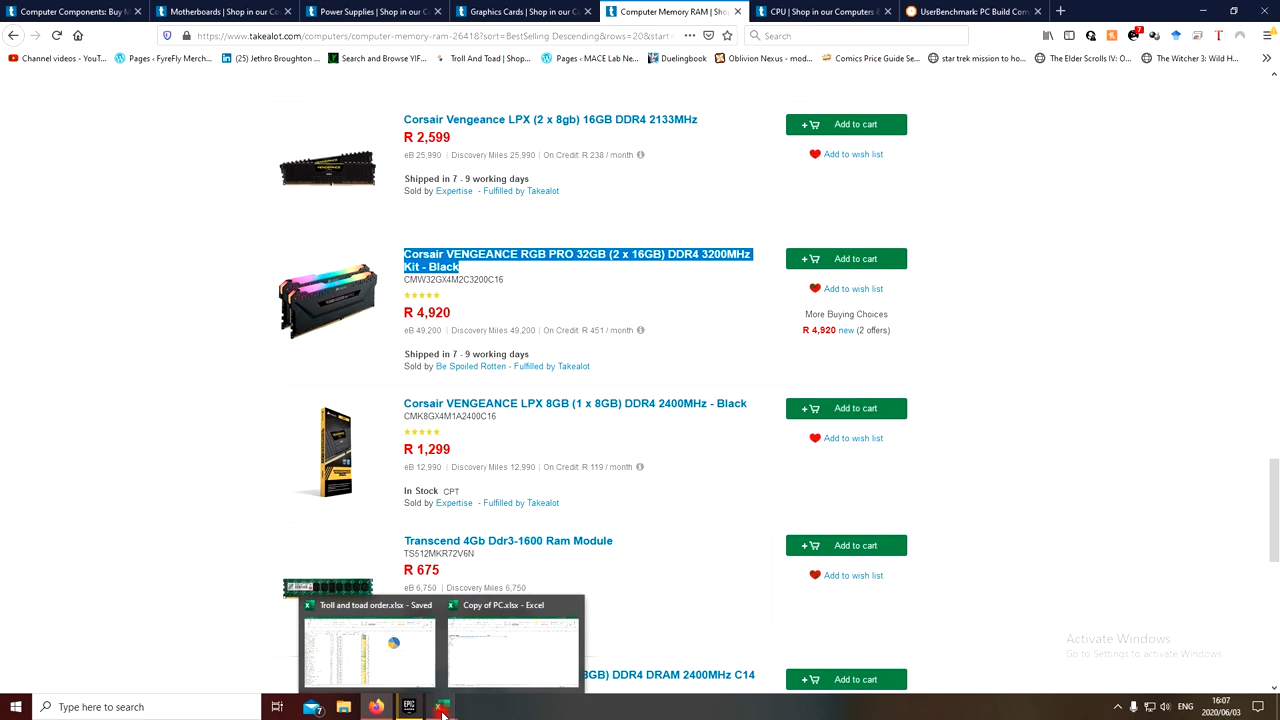 Computer Components: Buy M
Motherboards | Shop in our Co
Power Supplies | Shop in our C
Graphics Cards | Shop in our C
Computer Memory RAM | Sho
CPU | Shop in our Computers &
UserBenchmark: PC Build Com
https://www.takealot.com/computers/computer-memory-ram-26418?sort=BestSelling Descending&rows=20&start=
Search
7
Channel videos - YouT...
Pages - FyreFly Merch...
(25) Jethro Broughton ...
Search and Browse YIF...
Troll And Toad | Shop...
Pages - MACE Lab Ne...
Duelingbook
Oblivion Nexus - mod...
Comics Price Guide Se...
star trek mission to ho...
The Elder Scrolls IV: O...
The Witcher 3: Wild H...
Corsair Vengeance LPX (2 x 8gb) 16GB DDR4 2133MHz
R 2,599
eB 25,990 | Discovery Miles 25,990 | On Credit: R 238 / month
Shipped in 7 - 9 working days
Sold by Expertise - Fulfilled by Takealot
+ Add to cart
Add to wish list
Corsair VENGEANCE RGB PRO 32GB (2 x 16GB) DDR4 3200MHz
Kit - Black
CMW32GX4M2C3200C16
R 4,920
eB 49,200 | Discovery Miles 49,200 | On Credit: R 451 / month
Shipped in 7 - 9 working days
Sold by Be Spoiled Rotten - Fulfilled by Takealot
+ Add to cart
Add to wish list
More Buying Choices
R 4,920 new (2 offers)
Corsair VENGEANCE LPX 8GB (1 x 8GB) DDR4 2400MHz - Black
CMK8GX4M1A2400C16
R 1,299
eB 12,990 | Discovery Miles 12,990 | On Credit: R 119 / month
In Stock CPT
Sold by Expertise - Fulfilled by Takealot
+ Add to cart
Add to wish list
Transcend 4Gb Ddr3-1600 Ram Module
TS512MKR72V6N
R 675
eB 6,750 | Discovery Miles 6,750
+ Add to cart
Add to wish list
Troll and toad order.xlsx - Saved
Copy of PC.xlsx - Excel
8GB) DDR4 DRAM 2400MHz C14
+ Add to cart
Activate Windows
Go to Settings to activate Windows.
Type here to search
7
EPIC
ENG
16:07
2020/06/03